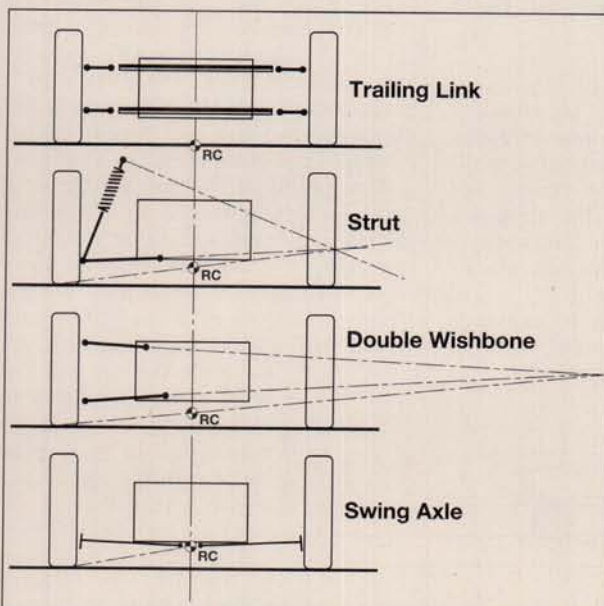 Trailing Link
RC
Strut
RC
Double Wishbone
RC
Swing Axle
RC